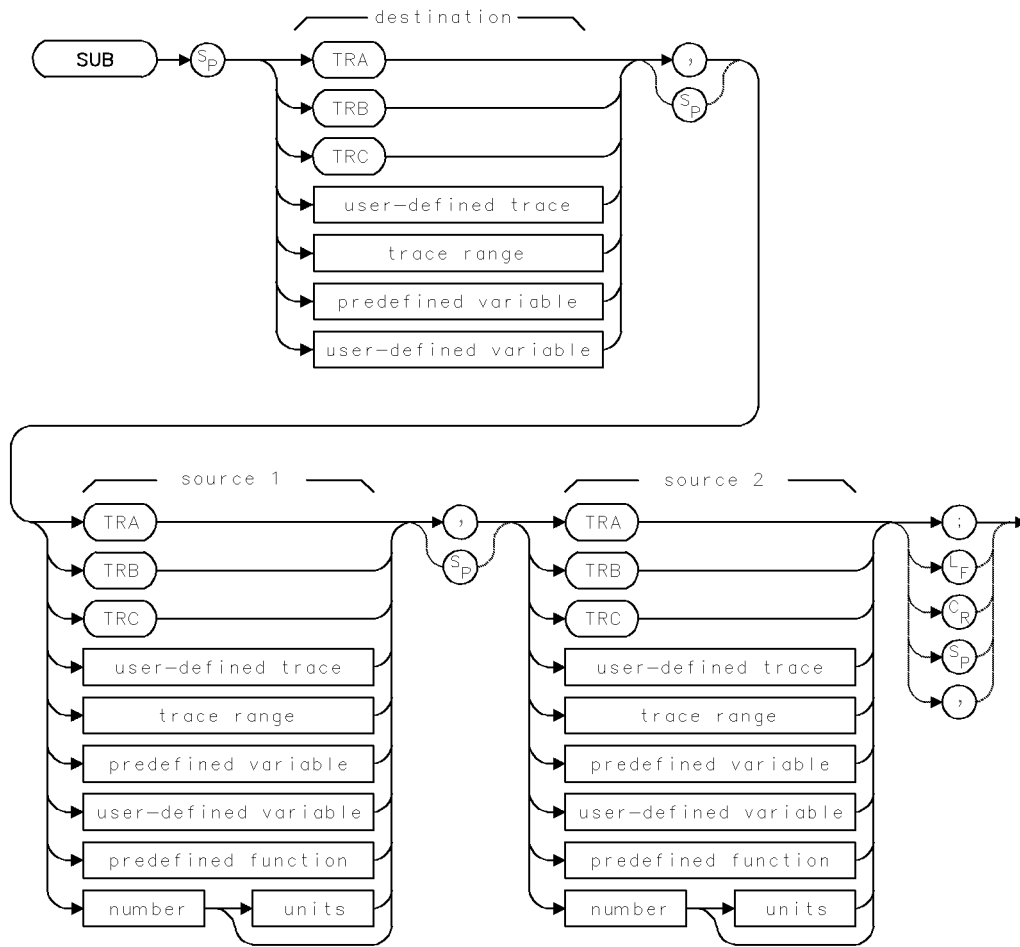 destination
SUB SP TRA ,
TRB SP
TRC
user-defined trace
trace range
predefined variable
user-defined variable
source 1 source 2
TRA , TRA ;
TRB SP TRB LF
TRC TRC CR
user-defined trace user-defined trace SP
trace range trace range ,
predefined variable predefined variable
user-defined variable user-defined variable
predefined function predefined function
number units number units